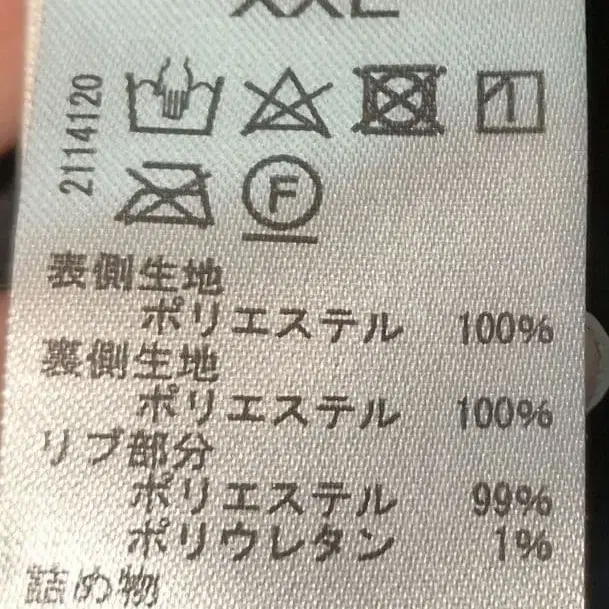 XXL
2114120
F
表側生地
ポリエステル 100%
裏側生地
ポリエステル 100%
リブ部分
ポリエステル 99%
ポリウレタン 1%
詰め物